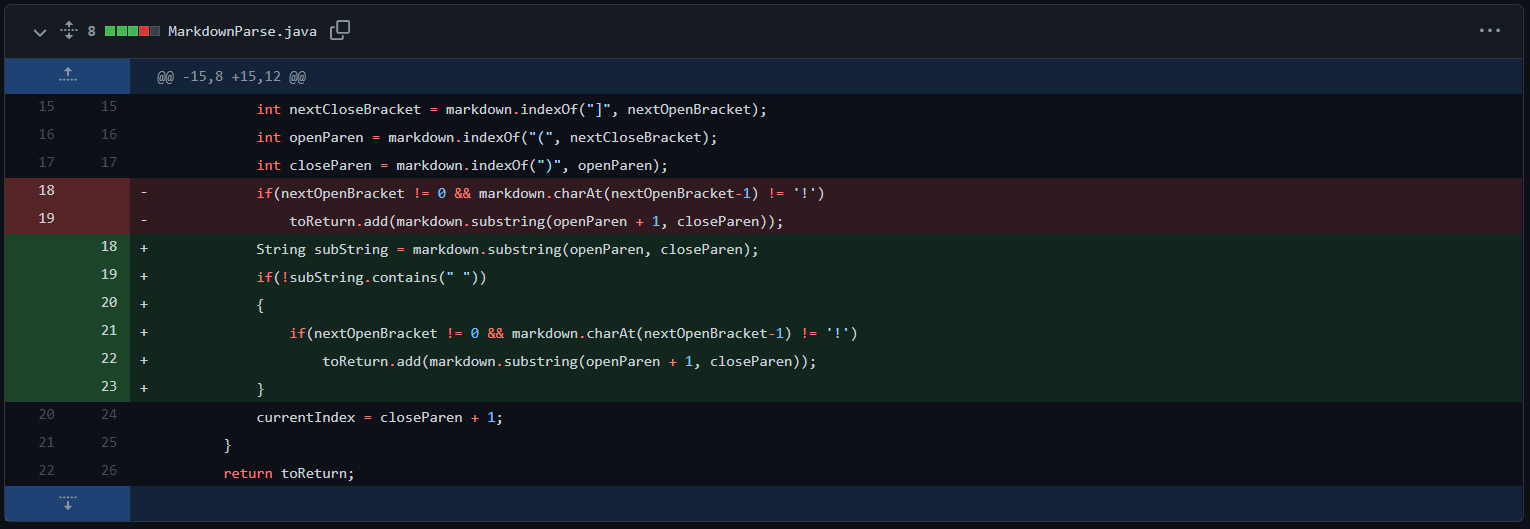 8 MarkdownParse.java
@@ -15,8 +15,12 @@
15 15 int nextCloseBracket = markdown.indexOf("]", nextOpenBracket);
16 16 int openParen = markdown.indexOf("(", nextCloseBracket);
17 17 int closeParen = markdown.indexOf(")", openParen);
18 - if(nextOpenBracket != 0 && markdown.charAt(nextOpenBracket-1) != '!')
19 - toReturn.add(markdown.substring(openParen + 1, closeParen));
18 + String subString = markdown.substring(openParen, closeParen);
19 + if(!subString.contains(" "))
20 + {
21 + if(nextOpenBracket != 0 && markdown.charAt(nextOpenBracket-1) != '!')
22 + toReturn.add(markdown.substring(openParen + 1, closeParen));
23 + }
20 24 currentIndex = closeParen + 1;
21 25 }
22 26 return toReturn;